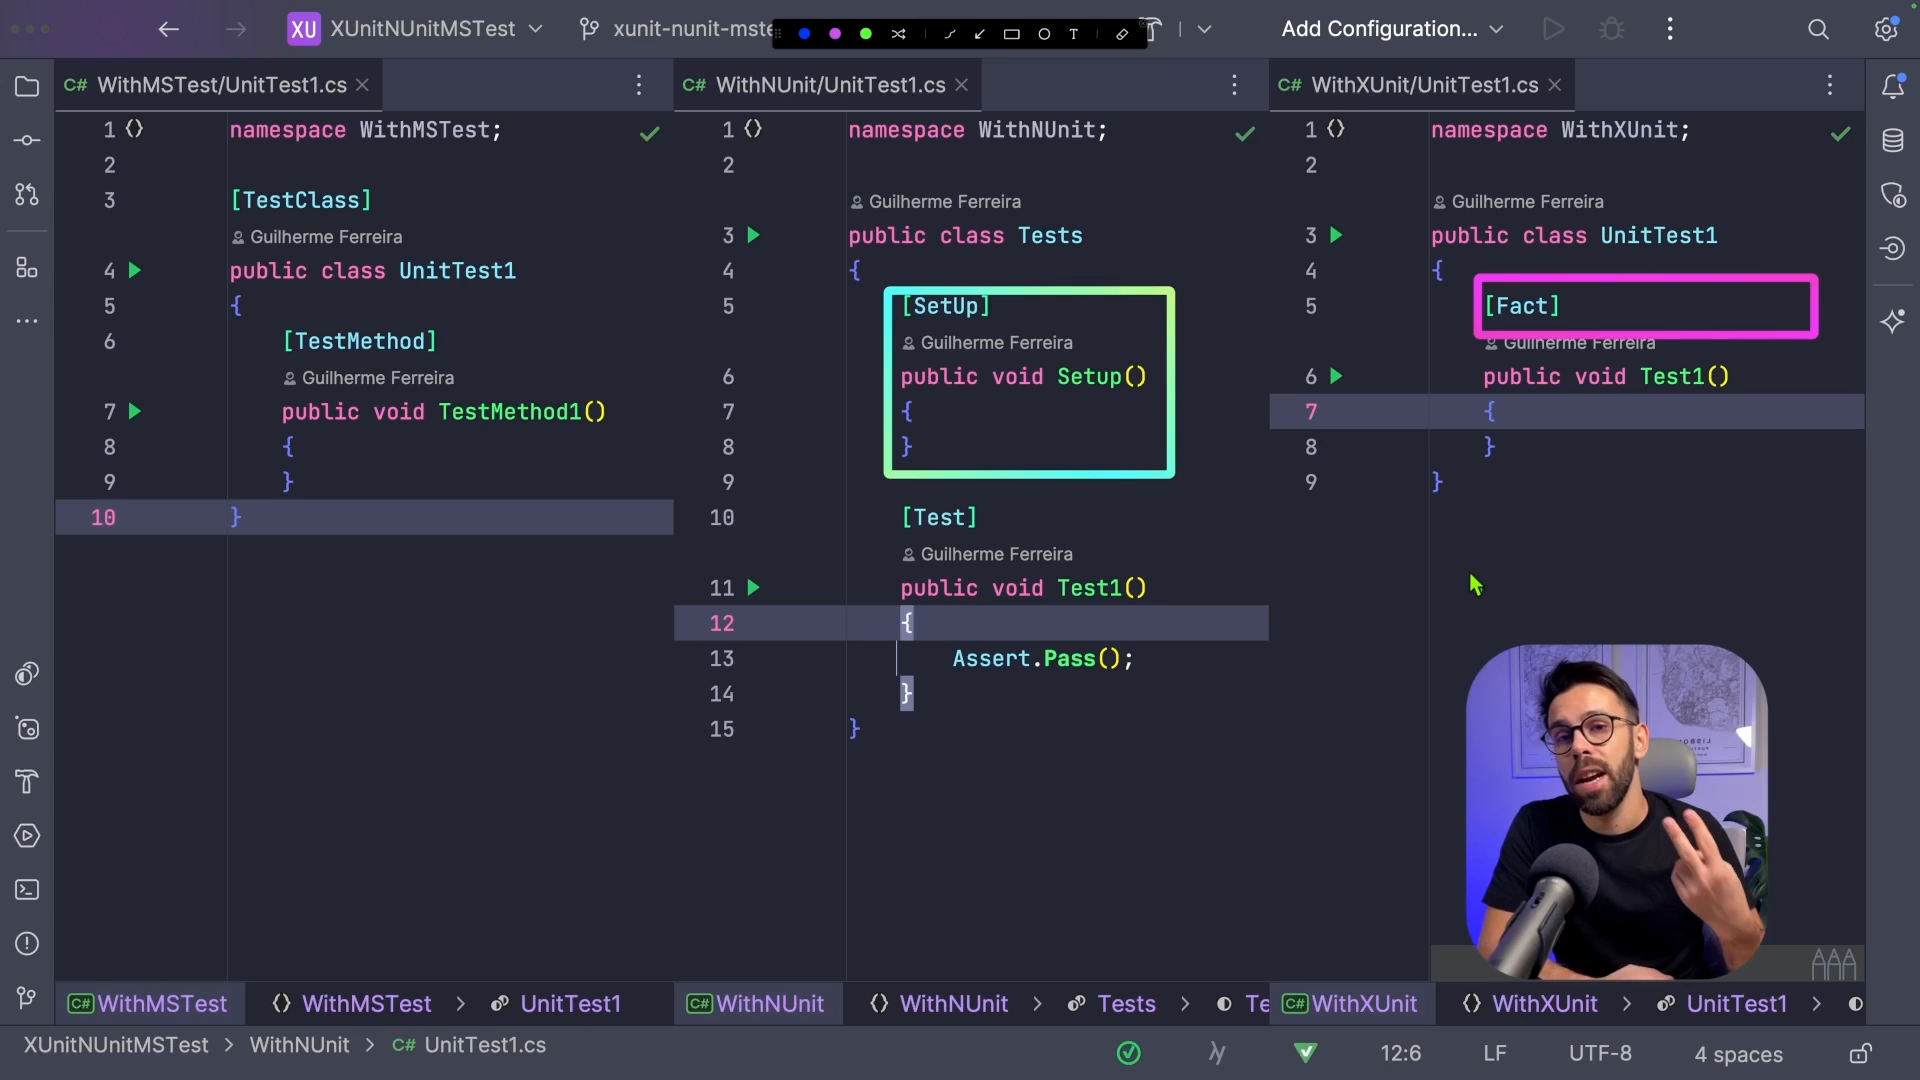 XU XUnitNUnitMSTest xunit-nunit-mste T Add Configuration...
C# WithMSTest/UnitTest1.cs
1 namespace WithMSTest;
2
3 [TestClass]
Guilherme Ferreira
4 public class UnitTest1
5 {
6 [TestMethod]
Guilherme Ferreira
7 public void TestMethod1()
8 {
9 }
10 }
C# WithNUnit/UnitTest1.cs
1 namespace WithNUnit;
2
Guilherme Ferreira
3 public class Tests
4 {
5 [SetUp]
Guilherme Ferreira
6 public void Setup()
7 {
8 }
9
10 [Test]
Guilherme Ferreira
11 public void Test1()
12 {
13 Assert.Pass();
14 }
15 }
C# WithXUnit/UnitTest1.cs
1 namespace WithXUnit;
2
Guilherme Ferreira
3 public class UnitTest1
4 {
5 [Fact]
Guilherme Ferreira
6 public void Test1()
7 {
8 }
9 }
C# WithMSTest {} WithMSTest > UnitTest1
C# WithNUnit {} WithNUnit > Tests > Te
C# WithXUnit {} WithXUnit > UnitTest1 >
XUnitNUnitMSTest > WithNUnit > C# UnitTest1.cs
12:6 LF UTF-8 4 spaces